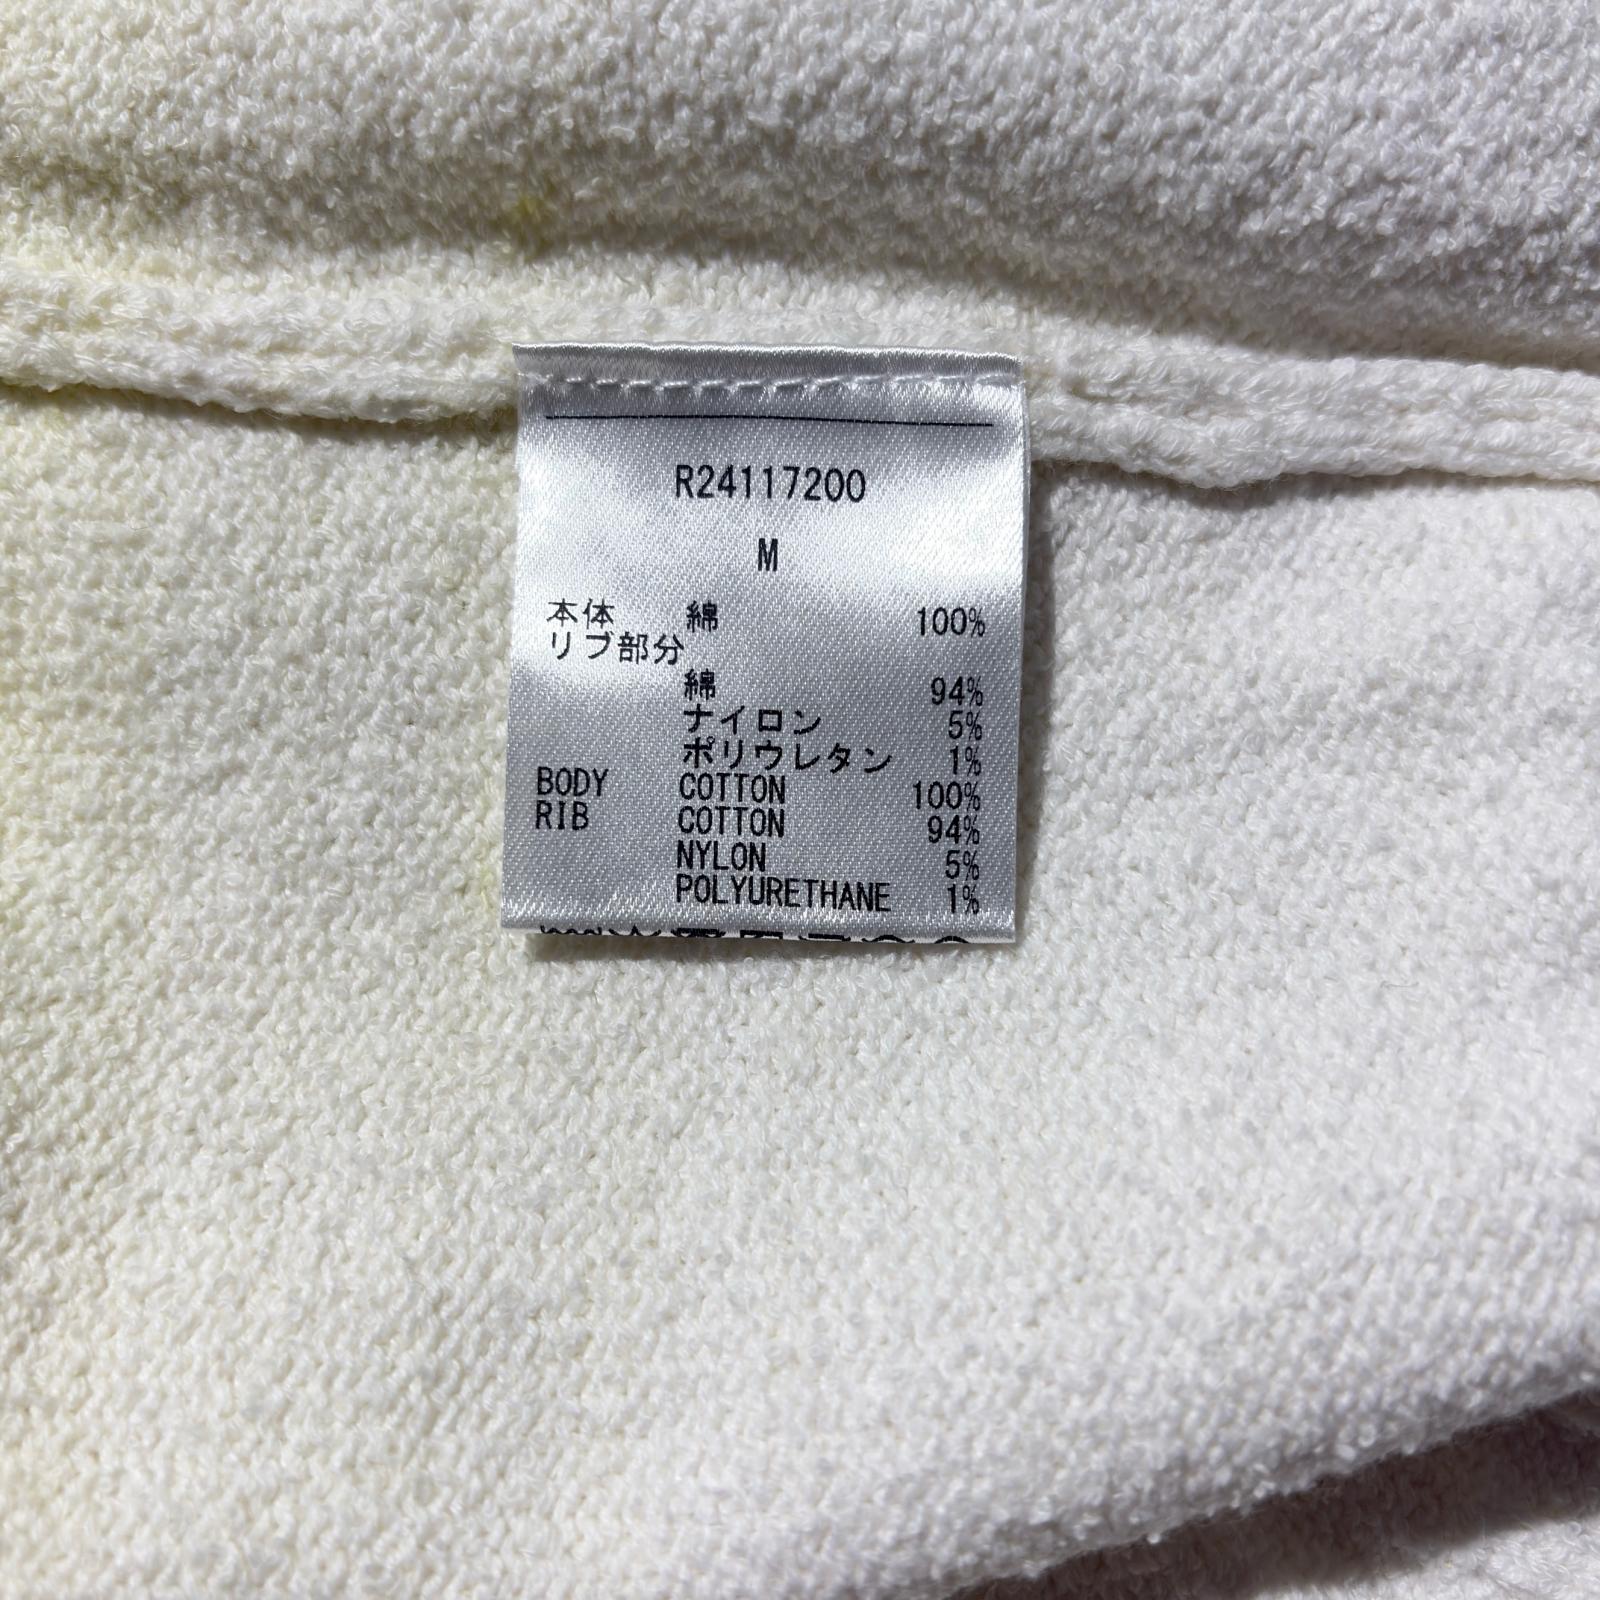 R24117200
M
本体 綿 100%
リブ部分
綿 94%
ナイロン 5%
ポリウレタン 1%
BODY COTTON 100%
RIB COTTON 94%
NYLON 5%
POLYURETHANE 1%